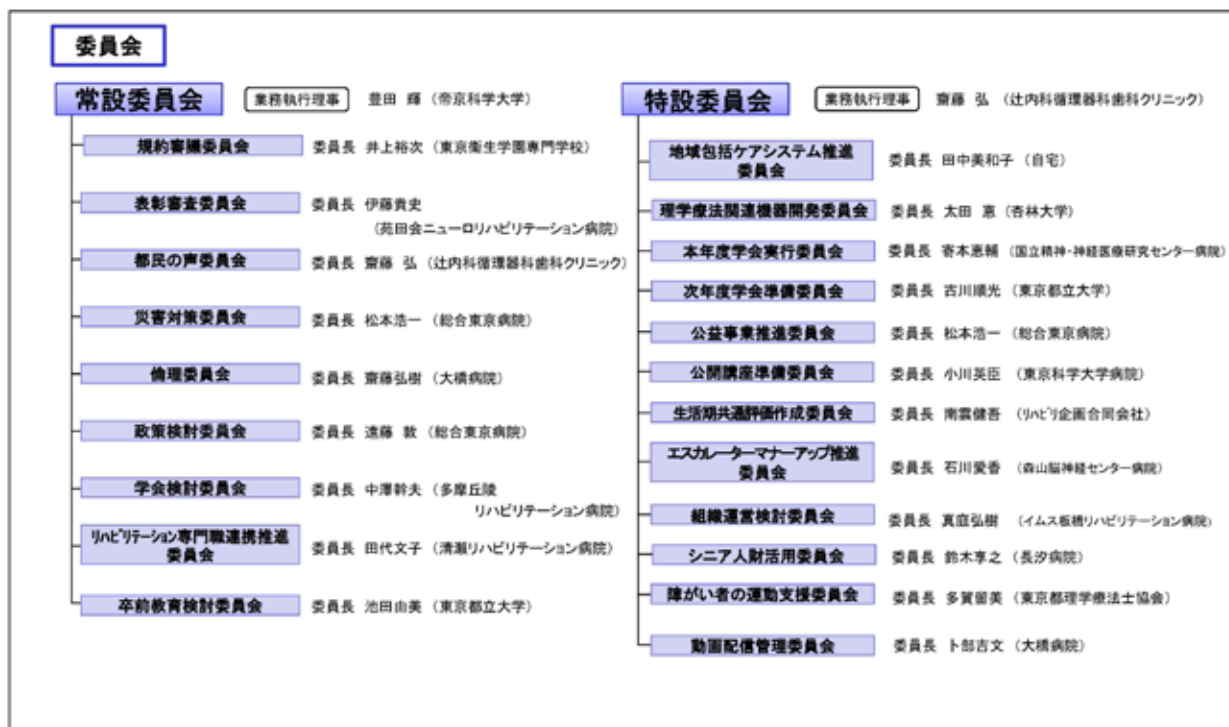 委員会
常設委員会 業務執行理事 豊田 輝 (帝京科学大学)
規約審議委員会 委員長 井上裕次 (東京衛生学園専門学校)
表彰審査委員会 委員長 伊藤貴史
(苑田会ニューロリハビリテーション病院)
都民の声委員会 委員長 齋藤 弘 (辻内科循環器科歯科クリニック)
災害対策委員会 委員長 松本浩一 (総合東京病院)
倫理委員会 委員長 齋藤弘樹 (大橋病院)
政策検討委員会 委員長 遠藤 敦 (総合東京病院)
学会検討委員会 委員長 中澤幹夫 (多摩丘陵
リハビリテーション病院)
リハビリテーション専門職連携推進
委員会 委員長 田代文子 (清瀬リハビリテーション病院)
卒前教育検討委員会 委員長 池田由美 (東京都立大学)
特設委員会 業務執行理事 齋藤 弘 (辻内科循環器科歯科クリニック)
地域包括ケアシステム推進
委員会 委員長 田中美和子 (自宅)
理学療法関連機器開発委員会 委員長 太田 恵 (杏林大学)
本年度学会実行委員会 委員長 寄本恵輔 (国立精神・神経医療研究センター病院)
次年度学会準備委員会 委員長 古川順光 (東京都立大学)
公益事業推進委員会 委員長 松本浩一 (総合東京病院)
公開講座準備委員会 委員長 小川英臣 (東京科学大学病院)
生活期共通評価作成委員会 委員長 南雲健吾 (リハビリ企画合同会社)
エスカレーターマナーアップ推進
委員会 委員長 石川愛香 (森山脳神経センター病院)
組織運営検討委員会 委員長 真庭弘樹 (イムス板橋リハビリテーション病院)
シニア人財活用委員会 委員長 鈴木享之 (長汐病院)
障がい者の運動支援委員会 委員長 多賀留美 (東京都理学療法士協会)
動画配信管理委員会 委員長 卜部吉文 (大橋病院)